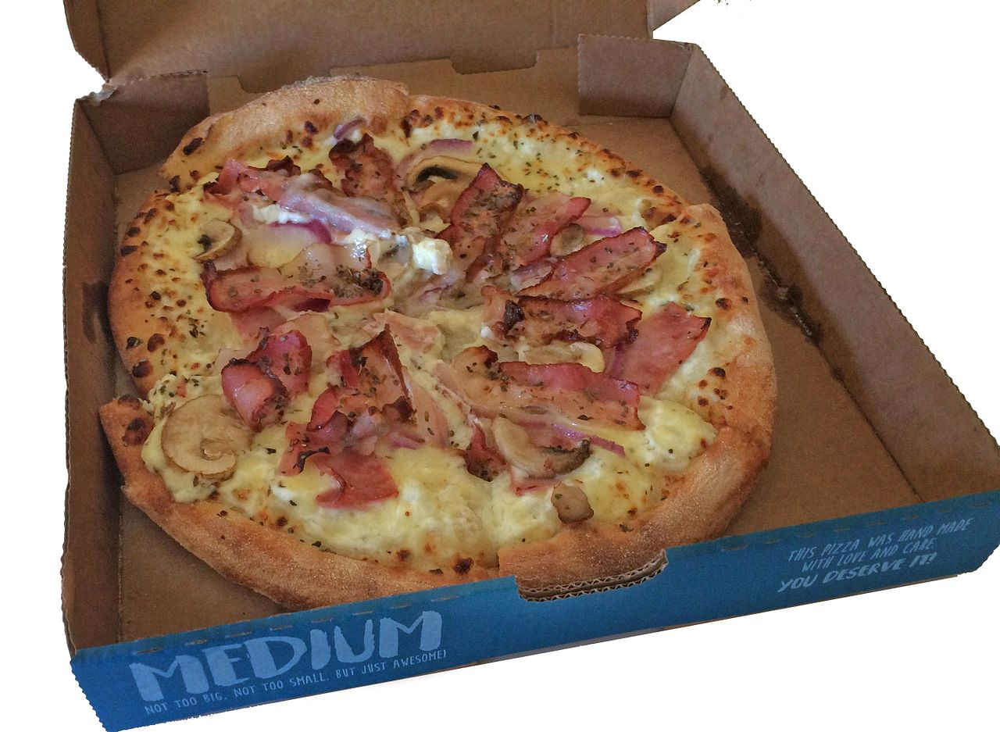 MEDIUM
NOT TOO BIG. NOT TOO SMALL. BUT JUST AWESOME!
THIS PIZZA WAS HAND MADE
WITH LOVE AND CARE.
YOU DESERVE IT!